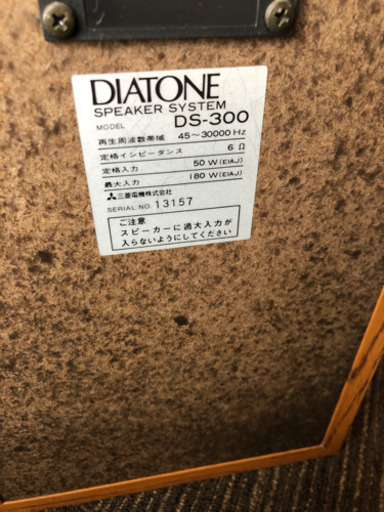 DIATONE
SPEAKER SYSTEM
MODEL DS-300
再生周波数帯域 45〜30000 Hz
定格インピーダンス 6 Ω
定格入力 50 W (EIAJ)
最大入力 180 W (EIAJ)
三菱電機株式会社
SERIAL NO. 13157
ご注意
スピーカーに過大入力が
入らないようにしてください